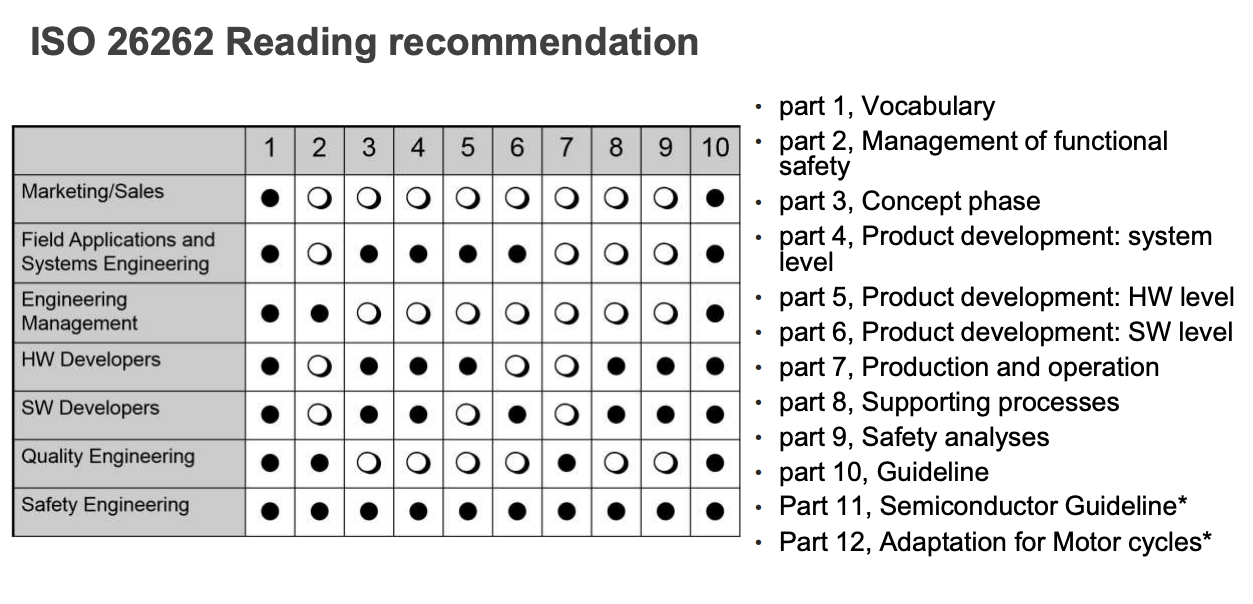 ISO 26262 Reading recommendation
1 2 3 4 5 6 7 8 9 10
Marketing/Sales
Field Applications and
Systems Engineering
Engineering
Management
HW Developers
SW Developers
Quality Engineering
Safety Engineering
• part 1, Vocabulary
• part 2, Management of functional
safety
• part 3, Concept phase
• part 4, Product development: system
level
• part 5, Product development: HW level
• part 6, Product development: SW level
• part 7, Production and operation
• part 8, Supporting processes
• part 9, Safety analyses
• part 10, Guideline
• Part 11, Semiconductor Guideline*
• Part 12, Adaptation for Motor cycles*